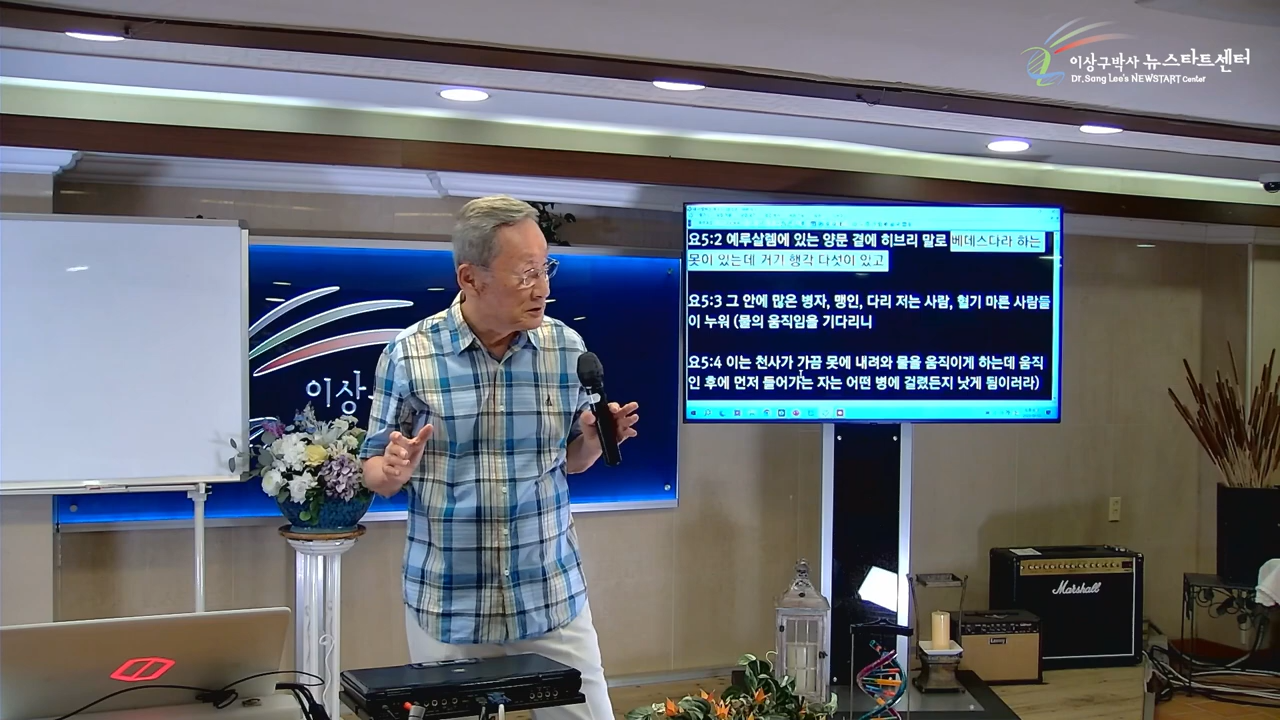 이상구박사 뉴스타트센터
Dr. Sang Lee's NEWSTART Center
요5:2 예루살렘에 있는 양문 곁에 히브리 말로 베데스다라 하는
못이 있는데 거기 행각 다섯이 있고
요5:3 그 안에 많은 병자, 맹인, 다리 저는 사람, 혈기 마른 사람들
이 누워 (물의 움직임을 기다리니
요5:4 이는 천사가 가끔 못에 내려와 물을 움직이게 하는데 움직
인 후에 먼저 들어가는 자는 어떤 병에 걸렸든지 낫게 됨이러라)
이상
Marshall
Laney